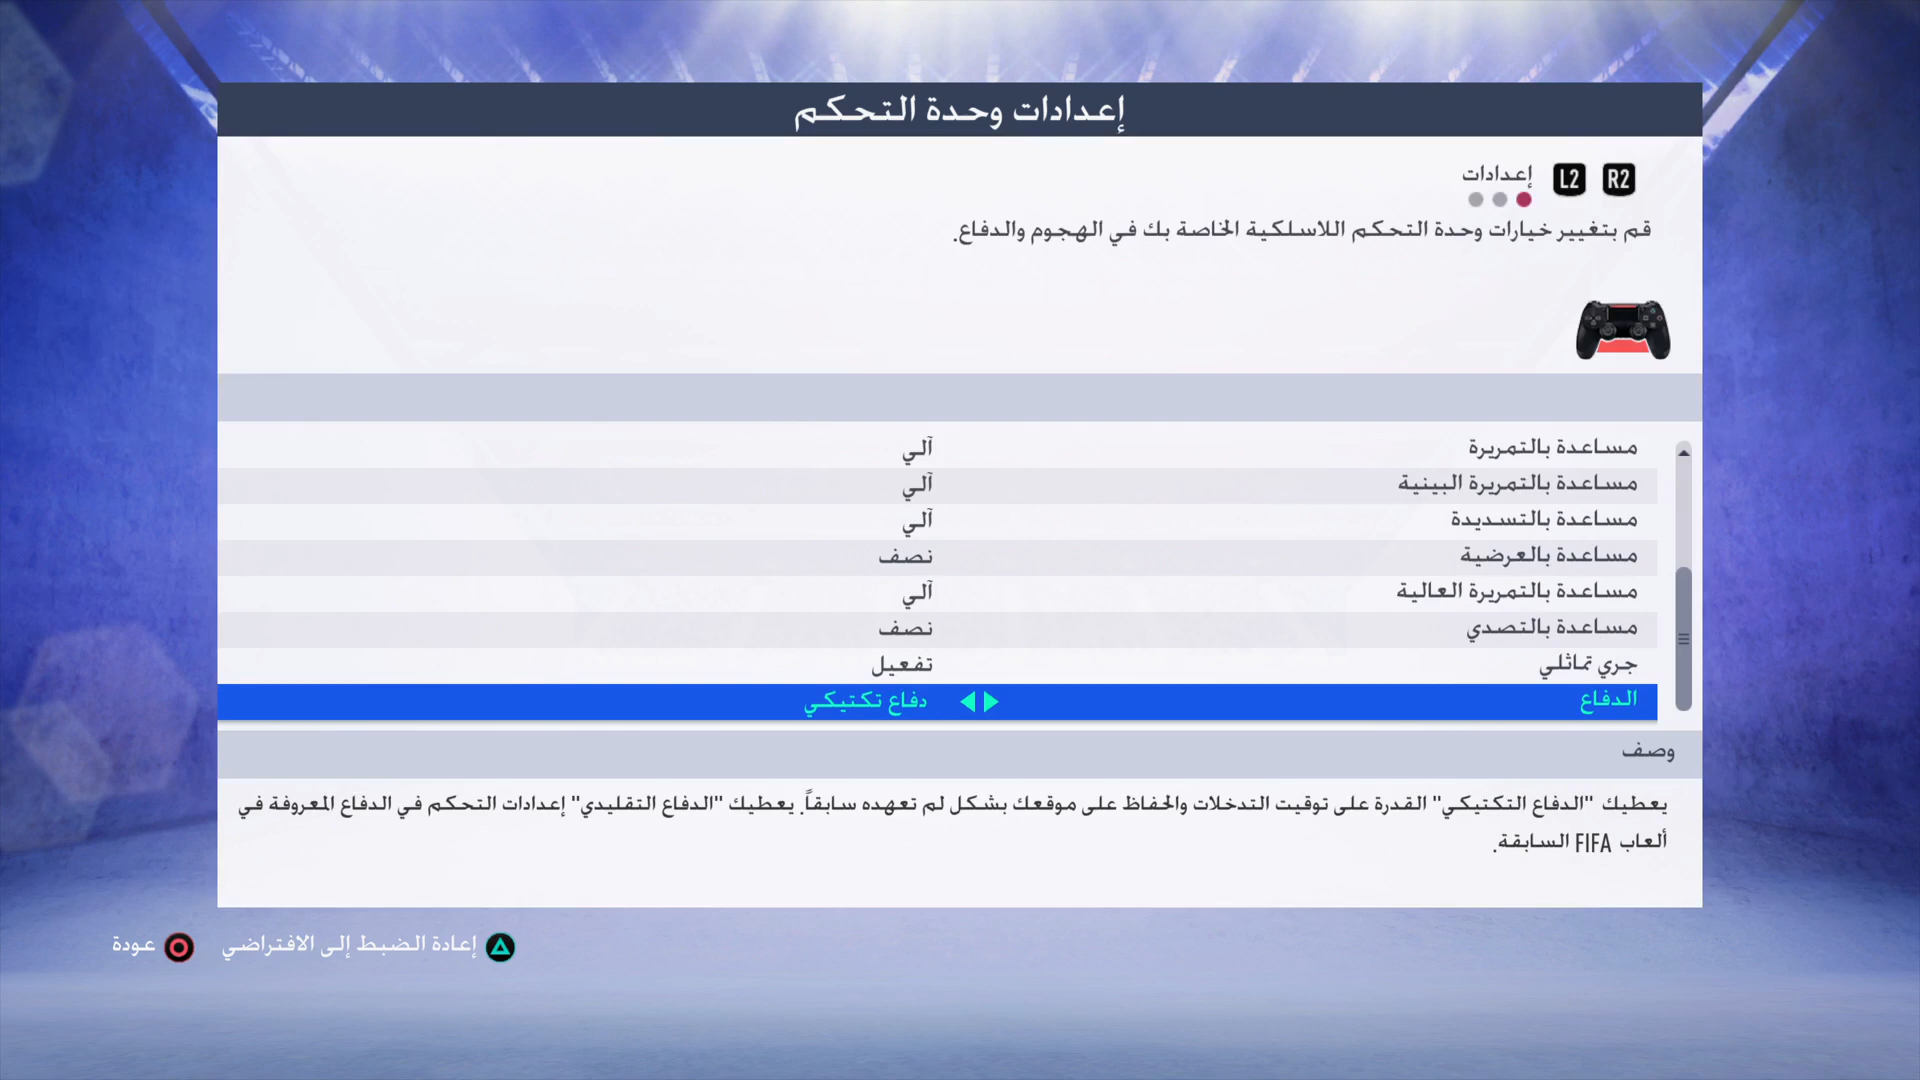 إعدادات وحدة التحكم
R2 L2 إعدادات
قم بتغيير خيارات وحدة التحكم اللاسلكية الخاصة بك في الهجوم والدفاع.
مساعدة بالتمريرة آلي
مساعدة بالتمريرة البينية آلي
مساعدة بالتسديدة آلي
مساعدة بالعرضية نصف
مساعدة بالتمريرة العالية آلي
مساعدة بالتصدي نصف
جري تماثلي تفعيل
الدفاع دفاع تكتيكي
وصف
يعطيك "الدفاع التكتيكي" القدرة على توقيت التدخلات والحفاظ على موقعك بشكل لم تعهده سابقاً. يعطيك "الدفاع التقليدي" إعدادات التحكم في الدفاع المعروفة في
ألعاب FIFA السابقة.
إعادة الضبط إلى الافتراضي عودة